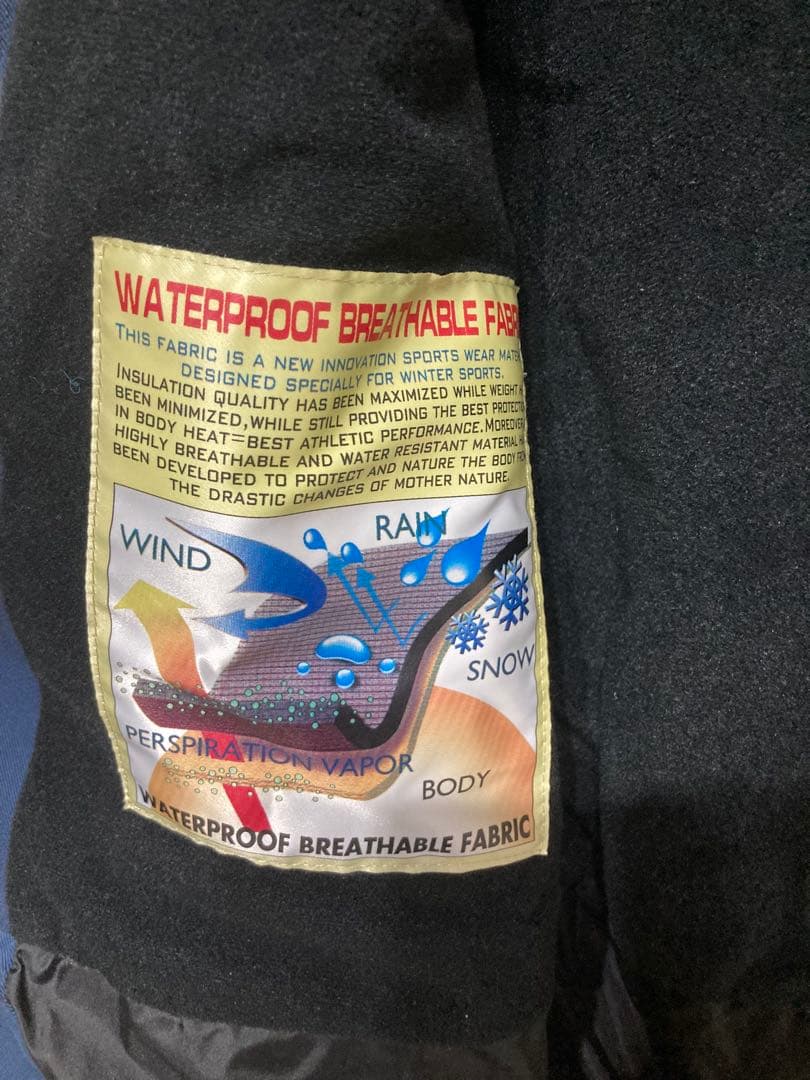 WATERPROOF BREATHABLE
THIS FABRIC IS A NEW INNOVATION SPORTS WEAR
DESIGNED SPECIALLY FOR WINTER SPORTS.
INSULATION QUALITY HAS BEEN MAXIMIZED WHILE WEIGHT
BEEN MINIMIZED,WHILE STILL PROVIDING THE BEST
IN BODY HEAT=BEST ATHLETIC PERFORMANCE.MOREOVER
HIGHLY BREATHABLE AND WATER RESISTANT MATERIAL
BEEN DEVELOPED TO PROTECT AND NATURE THE BODY
THE DRASTIC CHANGES OF MOTHER NATURE.
RAIN
WIND
SNOW
PERSPIRATION VAPOR
BODY
WATERPROOF BREATHABLE FABRIC